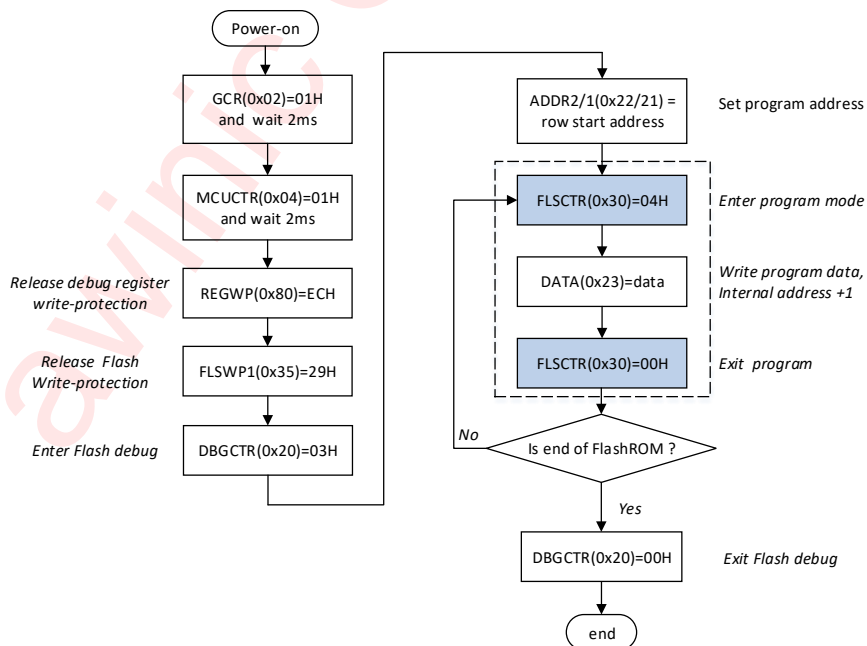 Power-on
GCR(0x02)=01H
and wait 2ms
MCUCTR(0x04)=01H
and wait 2ms
Release debug register
write-protection
REGWP(0x80)=ECH
Release Flash
Write-protection
FLSWP1(0x35)=29H
Enter Flash debug
DBGCTR(0x20)=03H
ADDR2/1(0x22/21) =
row start address
Set program address
FLSCTR(0x30)=04H
Enter program mode
DATA(0x23)=data
Write program data,
Internal address +1
FLSCTR(0x30)=00H
Exit program
No
Is end of FlashROM ?
Yes
DBGCTR(0x20)=00H
Exit Flash debug
end
awinic